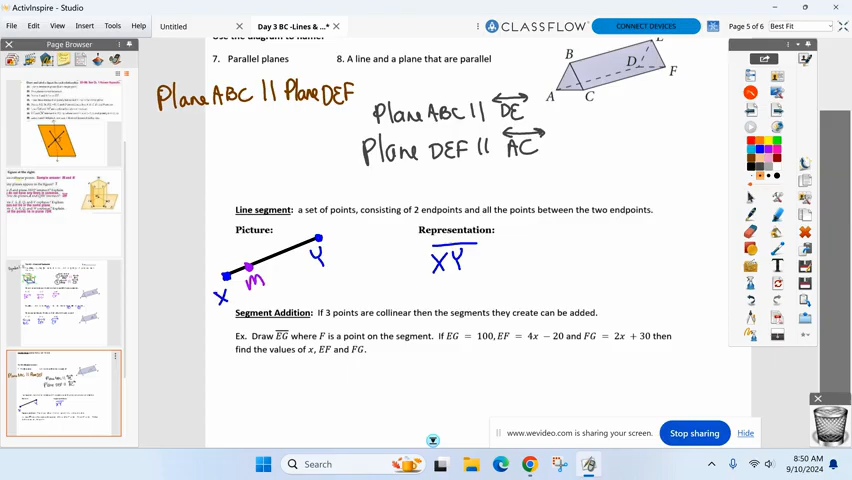 ActivInspire - Studio
File Edit View Insert Tools Help
Untitled
Day 3 BC -Lines & ...*
CLASSFLOW
CONNECT DEVICES
Page 5 of 6
Best Fit
Page Browser
Use the diagram to name:
7. Parallel planes
8. A line and a plane that are parallel
B
D
E
F
A
C
Plane ABC || Plane DEF
Plane ABC || DE
Plane DEF || AC
Line segment: a set of points, consisting of 2 endpoints and all the points between the two endpoints.
Picture:
Representation:
X
M
Y
XY
Segment Addition: If 3 points are collinear then the segments they create can be added.
Ex. Draw EG where F is a point on the segment. If EG = 100, EF = 4x − 20 and FG = 2x + 30 then
find the values of x, EF and FG.
www.wevideo.com is sharing your screen.
Stop sharing
Hide
Search
8:50 AM
9/10/2024